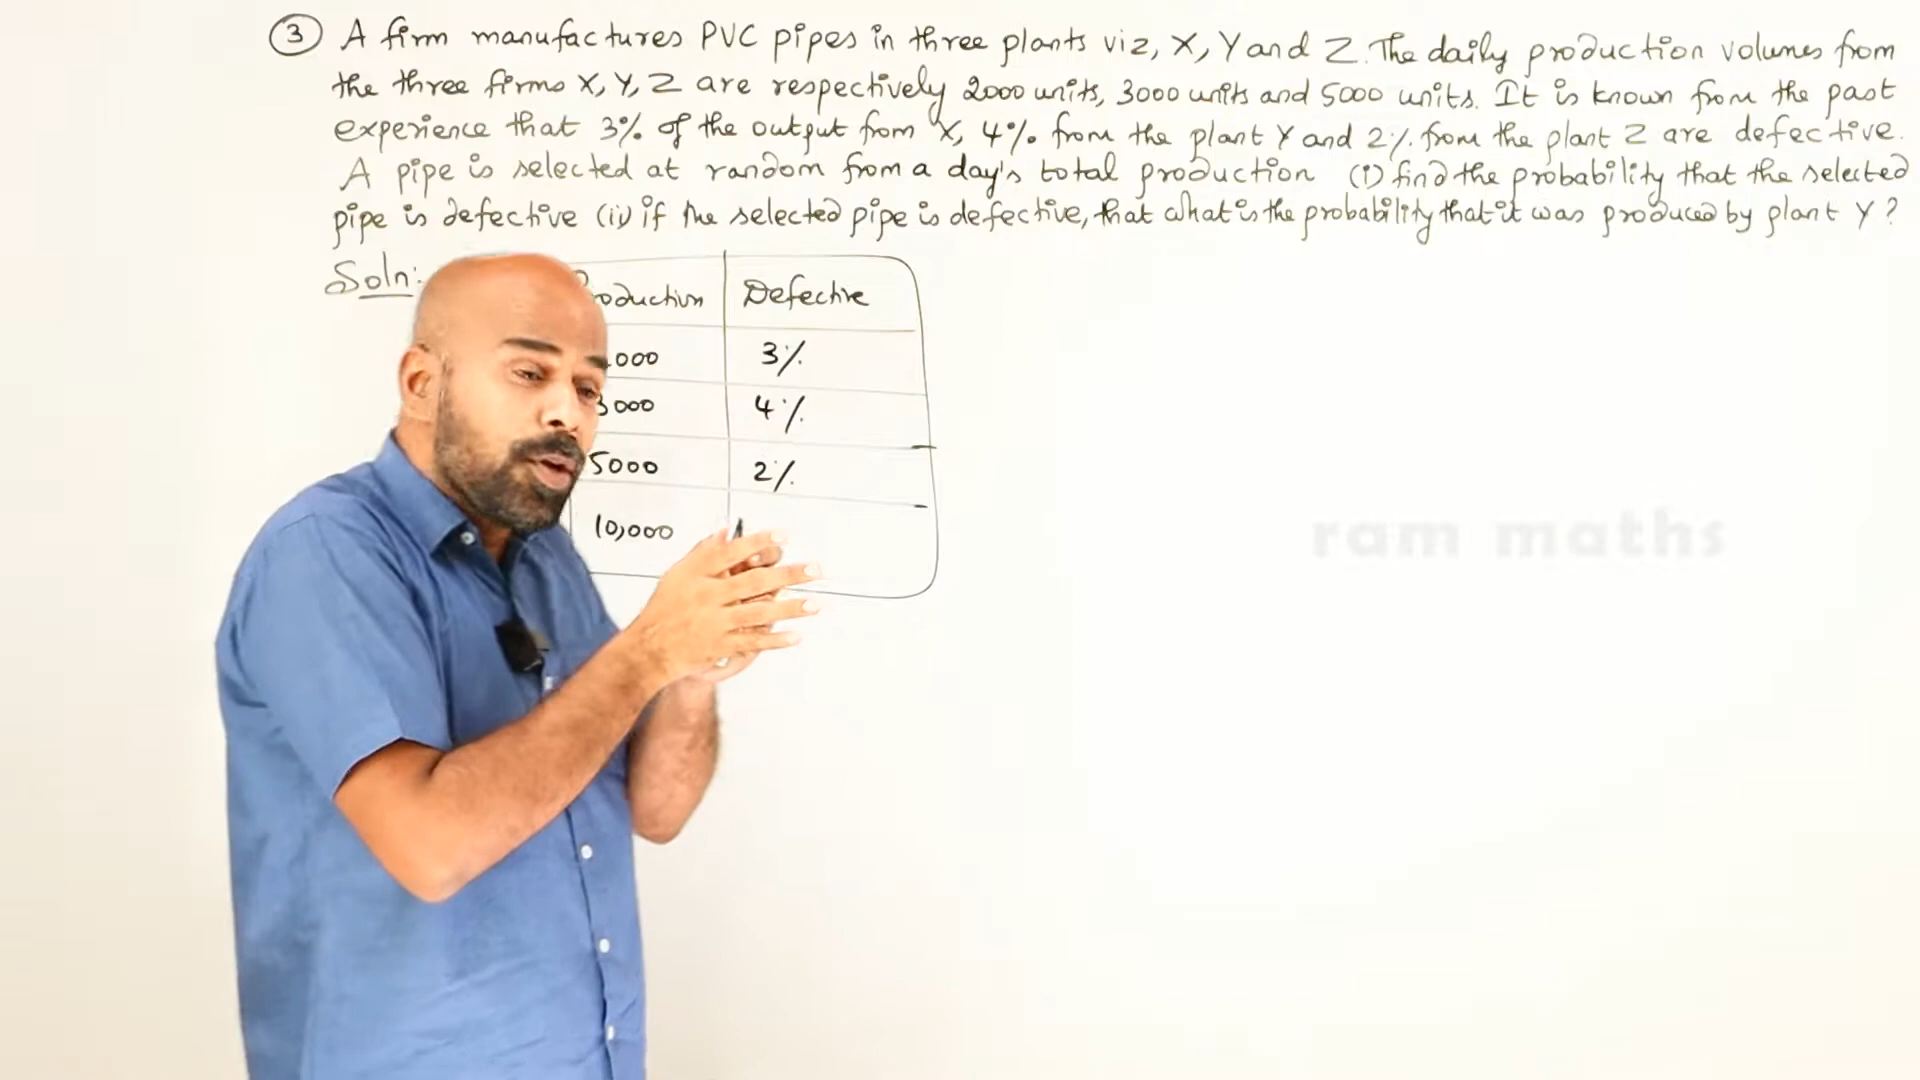 3 A firm manufactures PVC pipes in three plants viz, X, Y and Z. The daily production volumes from
the three firms X, Y, Z are respectively 2000 units, 3000 units and 5000 units. It is known from the past
experience that 3% of the output from X, 4% from the plant Y and 2% from the plant Z are defective.
A pipe is selected at random from a day's total production (i) find the probability that the selected
pipe is defective (ii) if the selected pipe is defective, that what is the probability that it was produced by plant Y?
Soln:
oduction Defective
000 3%
3000 4%
5000 2%
10,000
ram maths